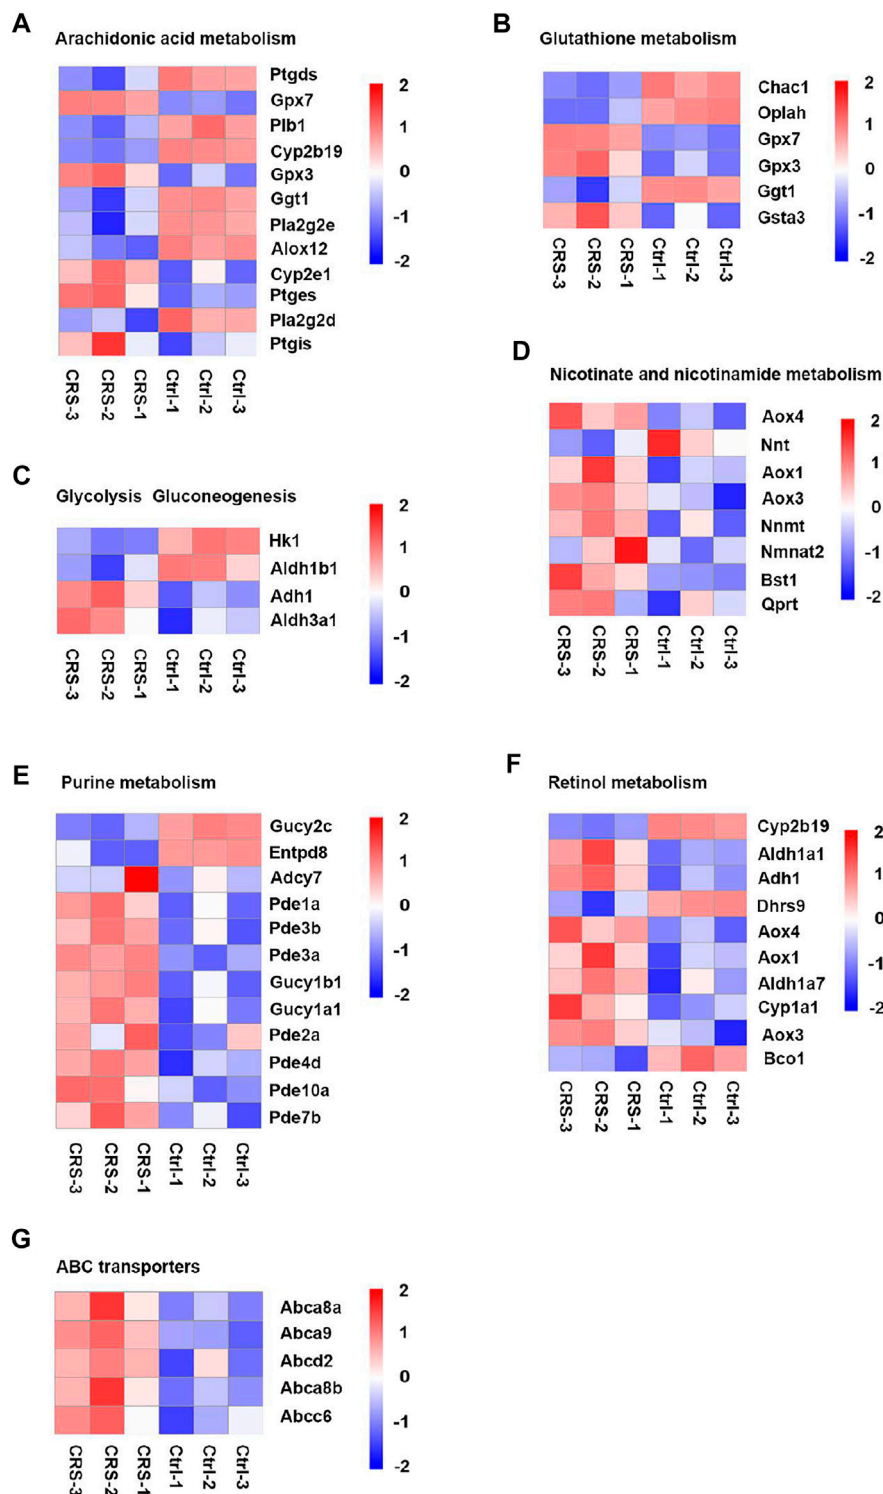 A
Arachidonic acid metabolism
Ptgds
Gpx7
Plb1
Cyp2b19
Gpx3
Ggt1
Pla2g2e
Alox12
Cyp2e1
Ptges
Pla2g2d
Ptgis
2
1
0
-1
-2
CRS-3
CRS-2
CRS-1
Ctrl-1
Ctrl-2
Ctrl-3
B
Glutathione metabolism
Chac1
Oplah
Gpx7
Gpx3
Ggt1
Gsta3
2
1
0
-1
-2
CRS-3
CRS-2
CRS-1
Ctrl-1
Ctrl-2
Ctrl-3
C
Glycolysis Gluconeogenesis
Hk1
Aldh1b1
Adh1
Aldh3a1
2
1
0
-1
-2
CRS-3
CRS-2
CRS-1
Ctrl-1
Ctrl-2
Ctrl-3
D
Nicotinate and nicotinamide metabolism
Aox4
Nnt
Aox1
Aox3
Nnmt
Nmnat2
Bst1
Qprt
2
1
0
-1
-2
CRS-3
CRS-2
CRS-1
Ctrl-1
Ctrl-2
Ctrl-3
E
Purine metabolism
Gucy2c
Entpd8
Adcy7
Pde1a
Pde3b
Pde3a
Gucy1b1
Gucy1a1
Pde2a
Pde4d
Pde10a
Pde7b
2
1
0
-1
-2
CRS-3
CRS-2
CRS-1
Ctrl-1
Ctrl-2
Ctrl-3
F
Retinol metabolism
Cyp2b19
Aldh1a1
Adh1
Dhrs9
Aox4
Aox1
Aldh1a7
Cyp1a1
Aox3
Bco1
2
1
0
-1
-2
CRS-3
CRS-2
CRS-1
Ctrl-1
Ctrl-2
Ctrl-3
G
ABC transporters
Abca8a
Abca9
Abcd2
Abca8b
Abcc6
2
1
0
-1
-2
CRS-3
CRS-2
CRS-1
Ctrl-1
Ctrl-2
Ctrl-3